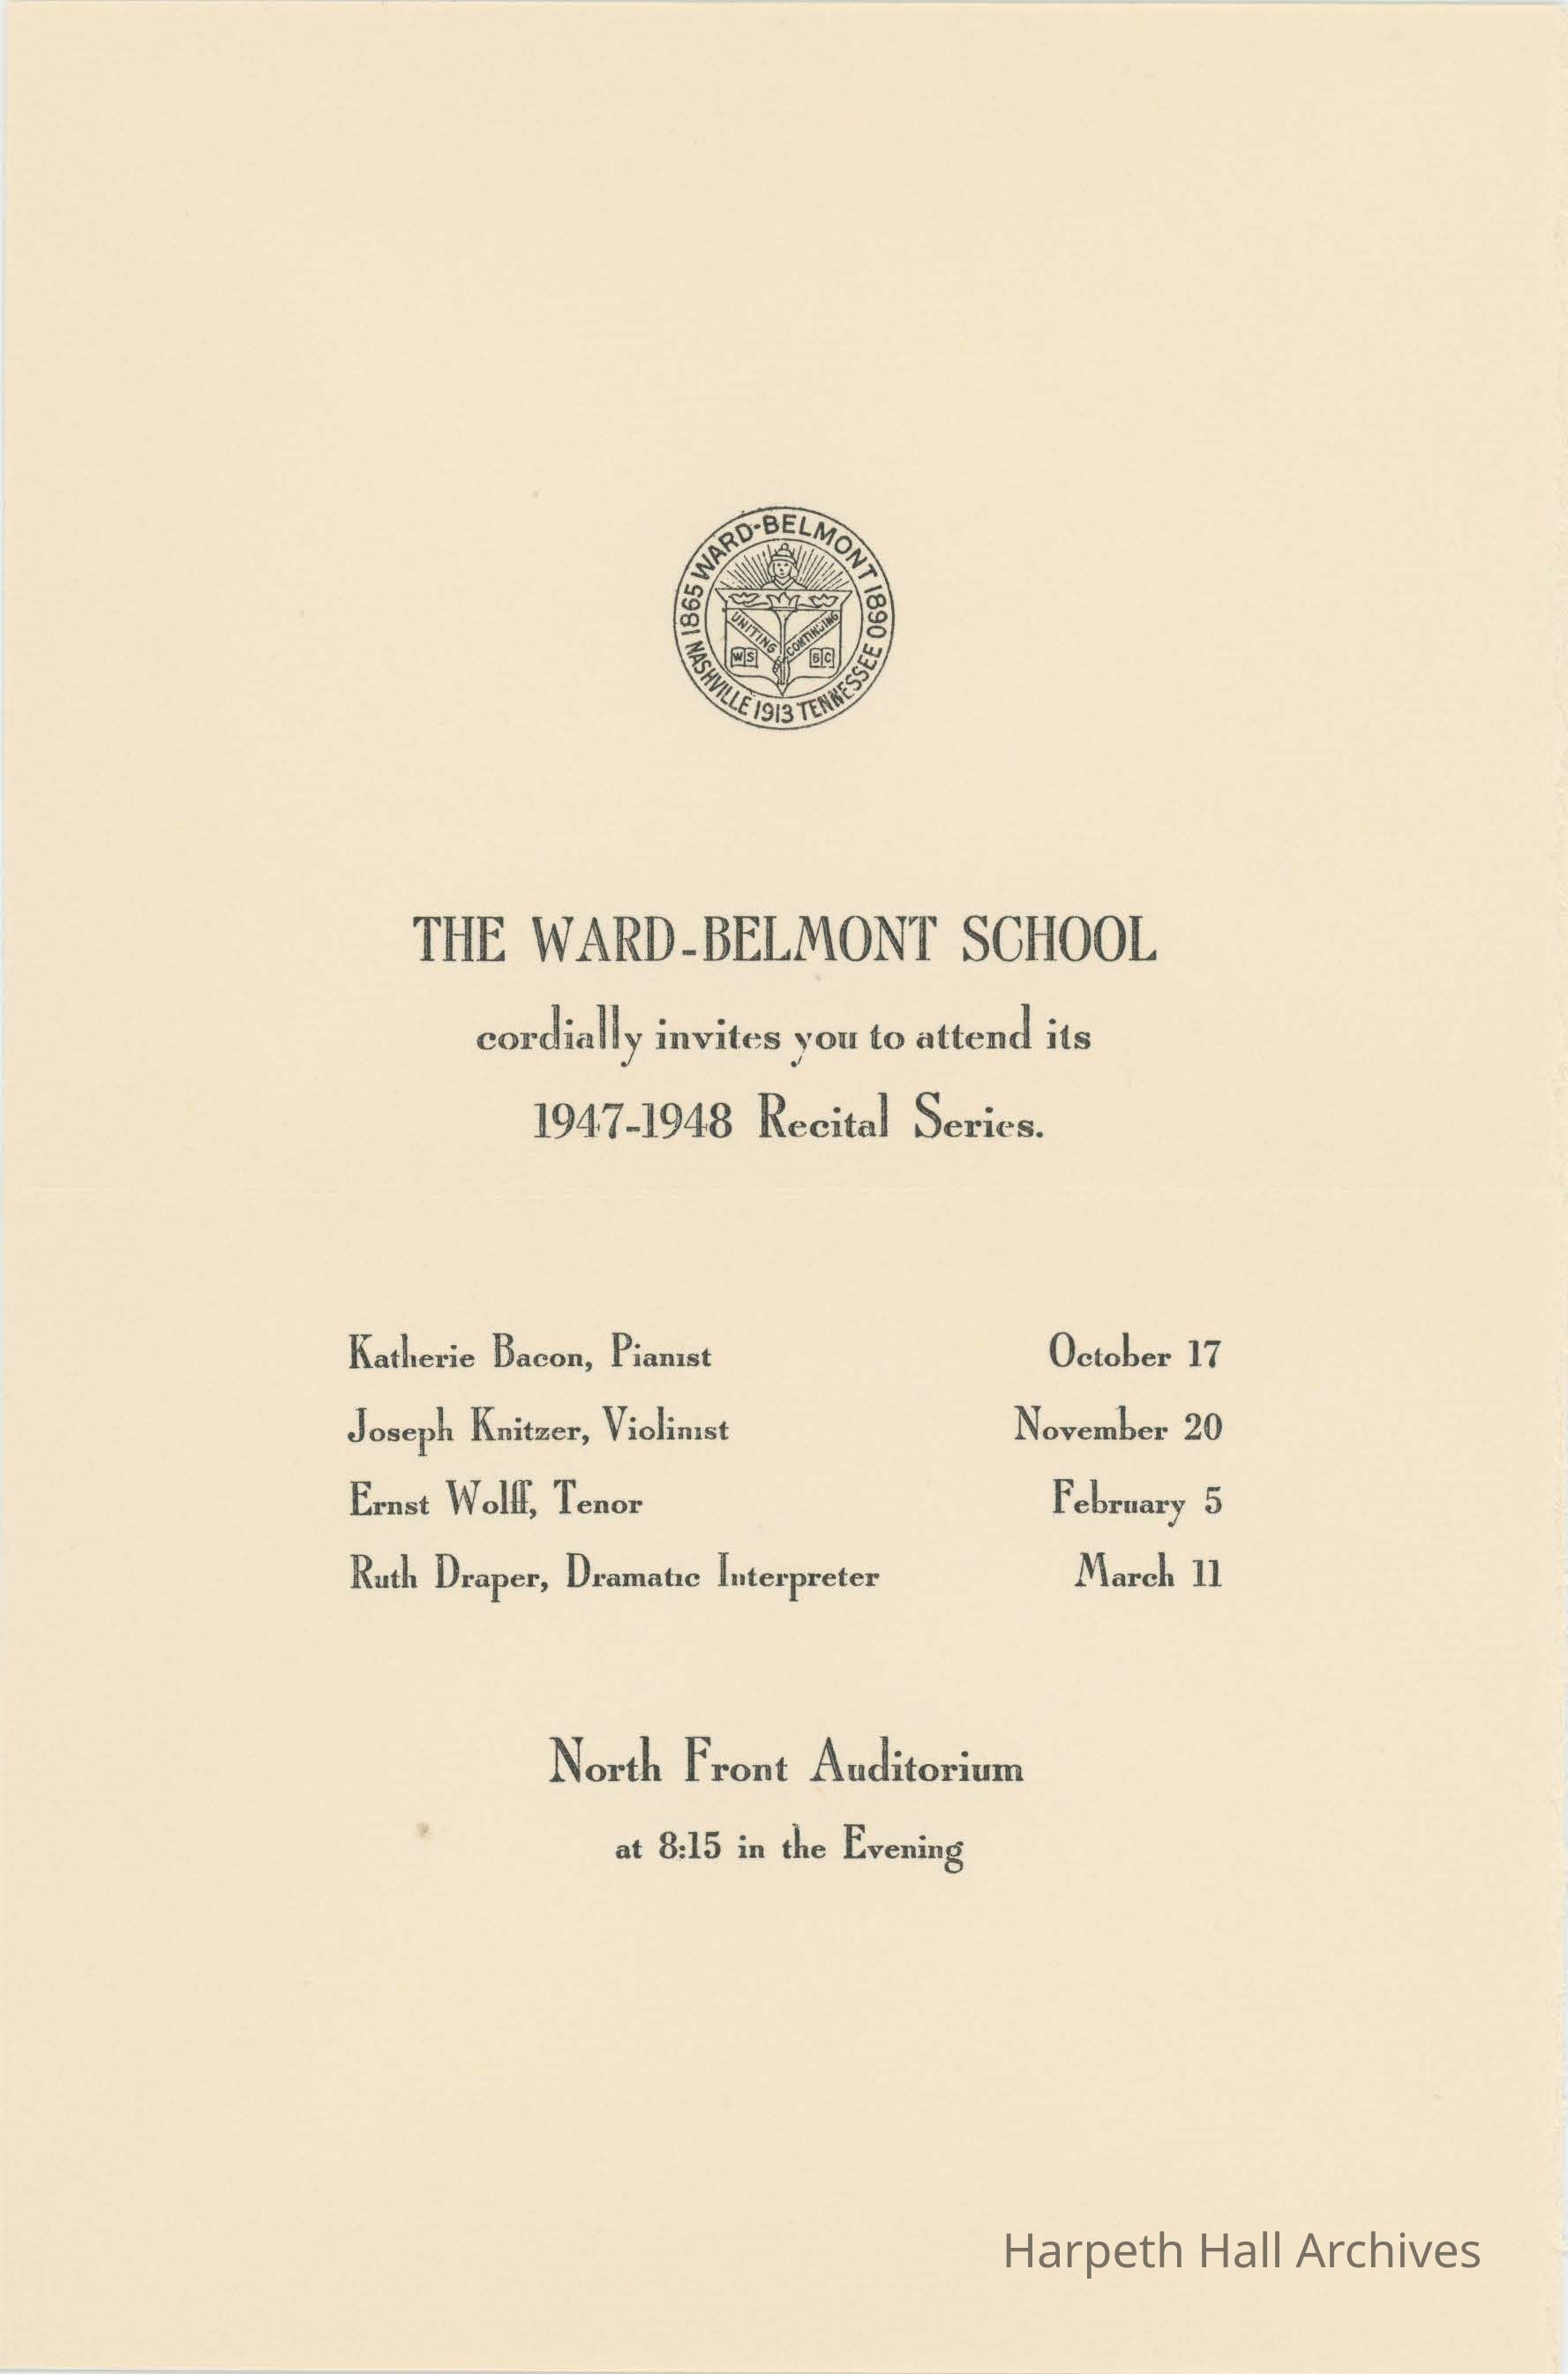 WARD-BELMONT
1865
1890
UNITING
CONTINUING
WS
BC
NASHVILLE 1913 TENNESSEE
THE WARD-BELMONT SCHOOL
cordially invites you to attend its
1947-1948 Recital Series.
Katherie Bacon, Pianist October 17
Joseph Knitzer, Violinist November 20
Ernst Wolff, Tenor February 5
Ruth Draper, Dramatic Interpreter March 11
North Front Auditorium
at 8:15 in the Evening
Harpeth Hall Archives